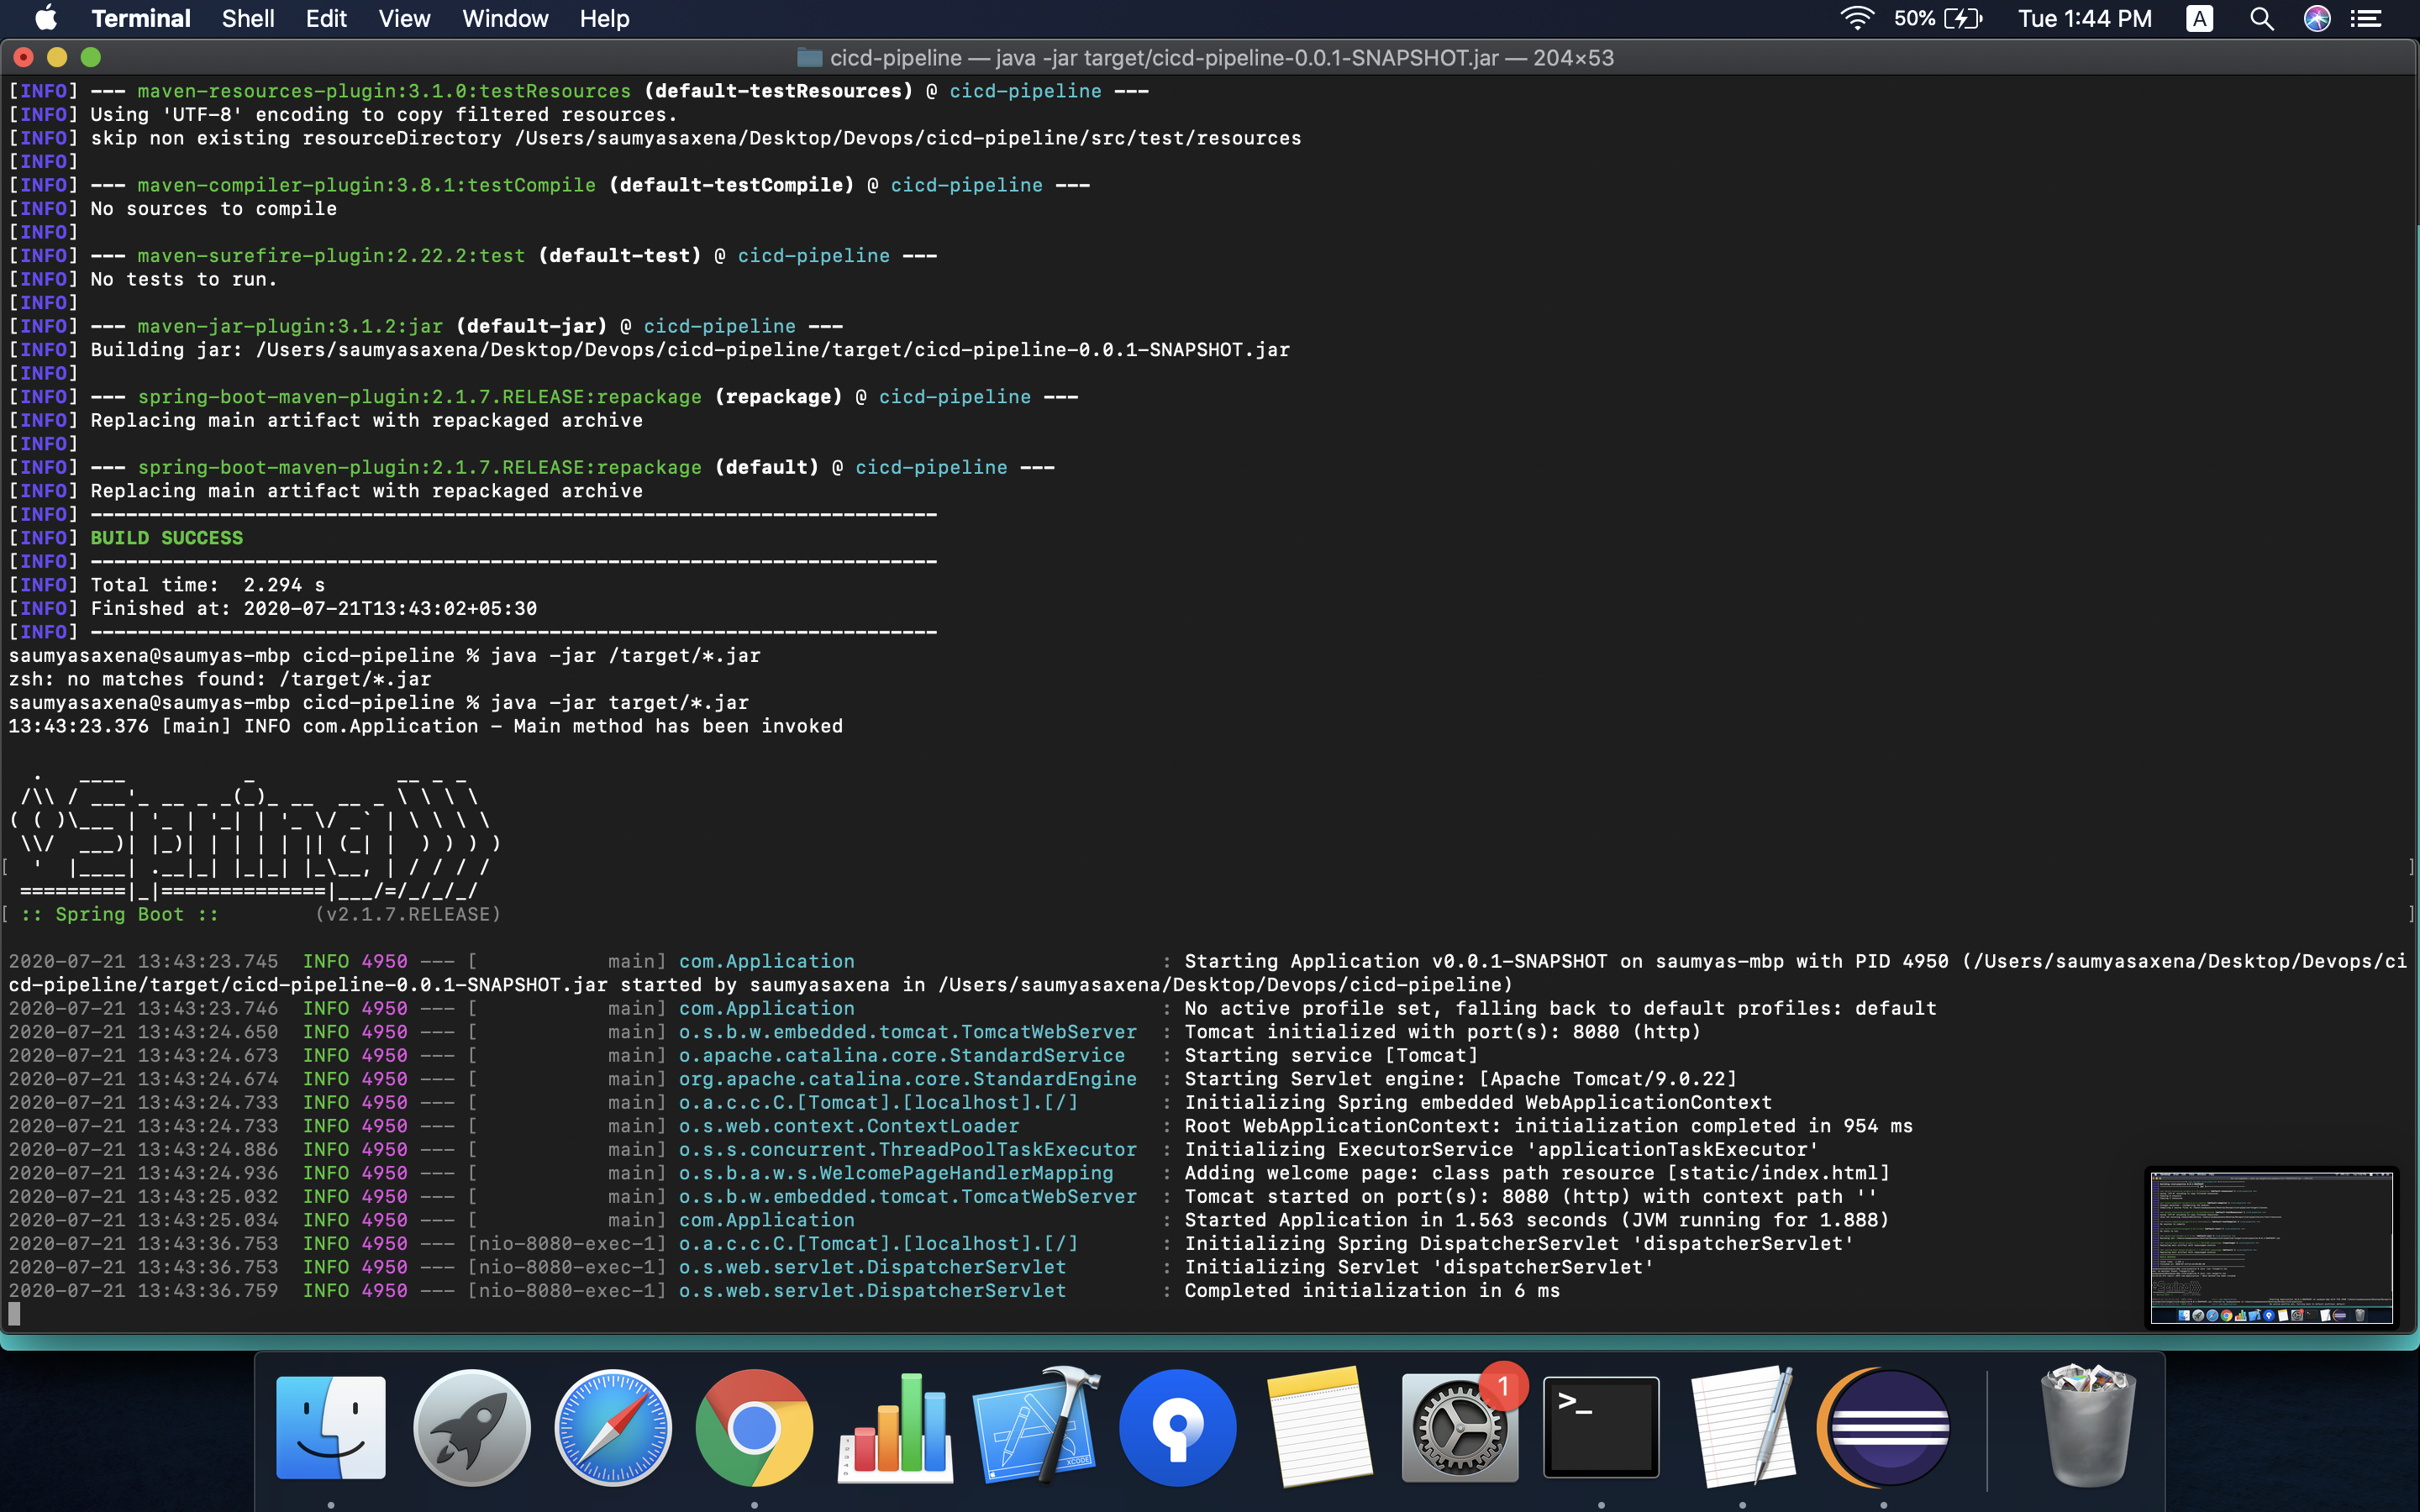 Terminal Shell Edit View Window Help 50% Tue 1:44 PM A
cicd-pipeline — java -jar target/cicd-pipeline-0.0.1-SNAPSHOT.jar — 204×53
[INFO] --- maven-resources-plugin:3.1.0:testResources (default-testResources) @ cicd-pipeline ---
[INFO] Using 'UTF-8' encoding to copy filtered resources.
[INFO] skip non existing resourceDirectory /Users/saumyasaxena/Desktop/Devops/cicd-pipeline/src/test/resources
[INFO]
[INFO] --- maven-compiler-plugin:3.8.1:testCompile (default-testCompile) @ cicd-pipeline ---
[INFO] No sources to compile
[INFO]
[INFO] --- maven-surefire-plugin:2.22.2:test (default-test) @ cicd-pipeline ---
[INFO] No tests to run.
[INFO]
[INFO] --- maven-jar-plugin:3.1.2:jar (default-jar) @ cicd-pipeline ---
[INFO] Building jar: /Users/saumyasaxena/Desktop/Devops/cicd-pipeline/target/cicd-pipeline-0.0.1-SNAPSHOT.jar
[INFO]
[INFO] --- spring-boot-maven-plugin:2.1.7.RELEASE:repackage (repackage) @ cicd-pipeline ---
[INFO] Replacing main artifact with repackaged archive
[INFO]
[INFO] --- spring-boot-maven-plugin:2.1.7.RELEASE:repackage (default) @ cicd-pipeline ---
[INFO] Replacing main artifact with repackaged archive
[INFO] ------------------------------------------------------------------------
[INFO] BUILD SUCCESS
[INFO] ------------------------------------------------------------------------
[INFO] Total time:  2.294 s
[INFO] Finished at: 2020-07-21T13:43:02+05:30
[INFO] ------------------------------------------------------------------------
saumyasaxena@saumyas-mbp cicd-pipeline % java -jar /target/*.jar
zsh: no matches found: /target/*.jar
saumyasaxena@saumyas-mbp cicd-pipeline % java -jar target/*.jar
13:43:23.376 [main] INFO com.Application - Main method has been invoked
  .   ____          _            __ _ _
 /\\ / ___'_ __ _ _(_)_ __  __ _ \ \ \ \
( ( )\___ | '_ | '_| | '_ \/ _` | \ \ \ \
 \\/  ___)| |_)| | | | | || (_| |  ) ) ) )
[  '  |____| .__|_| |_|_| |_\__, | / / / / ]
 =========|_|==============|___/=/_/_/_/
[ :: Spring Boot ::        (v2.1.7.RELEASE) ]
2020-07-21 13:43:23.745  INFO 4950 --- [           main] com.Application                          : Starting Application v0.0.1-SNAPSHOT on saumyas-mbp with PID 4950 (/Users/saumyasaxena/Desktop/Devops/ci
cd-pipeline/target/cicd-pipeline-0.0.1-SNAPSHOT.jar started by saumyasaxena in /Users/saumyasaxena/Desktop/Devops/cicd-pipeline)
2020-07-21 13:43:23.746  INFO 4950 --- [           main] com.Application                          : No active profile set, falling back to default profiles: default
2020-07-21 13:43:24.650  INFO 4950 --- [           main] o.s.b.w.embedded.tomcat.TomcatWebServer  : Tomcat initialized with port(s): 8080 (http)
2020-07-21 13:43:24.673  INFO 4950 --- [           main] o.apache.catalina.core.StandardService   : Starting service [Tomcat]
2020-07-21 13:43:24.674  INFO 4950 --- [           main] org.apache.catalina.core.StandardEngine  : Starting Servlet engine: [Apache Tomcat/9.0.22]
2020-07-21 13:43:24.733  INFO 4950 --- [           main] o.a.c.c.C.[Tomcat].[localhost].[/]       : Initializing Spring embedded WebApplicationContext
2020-07-21 13:43:24.733  INFO 4950 --- [           main] o.s.web.context.ContextLoader            : Root WebApplicationContext: initialization completed in 954 ms
2020-07-21 13:43:24.886  INFO 4950 --- [           main] o.s.s.concurrent.ThreadPoolTaskExecutor  : Initializing ExecutorService 'applicationTaskExecutor'
2020-07-21 13:43:24.936  INFO 4950 --- [           main] o.s.b.a.w.s.WelcomePageHandlerMapping    : Adding welcome page: class path resource [static/index.html]
2020-07-21 13:43:25.032  INFO 4950 --- [           main] o.s.b.w.embedded.tomcat.TomcatWebServer  : Tomcat started on port(s): 8080 (http) with context path ''
2020-07-21 13:43:25.034  INFO 4950 --- [           main] com.Application                          : Started Application in 1.563 seconds (JVM running for 1.888)
2020-07-21 13:43:36.753  INFO 4950 --- [nio-8080-exec-1] o.a.c.c.C.[Tomcat].[localhost].[/]       : Initializing Spring DispatcherServlet 'dispatcherServlet'
2020-07-21 13:43:36.753  INFO 4950 --- [nio-8080-exec-1] o.s.web.servlet.DispatcherServlet        : Initializing Servlet 'dispatcherServlet'
2020-07-21 13:43:36.759  INFO 4950 --- [nio-8080-exec-1] o.s.web.servlet.DispatcherServlet        : Completed initialization in 6 ms
1
>_
XCODE